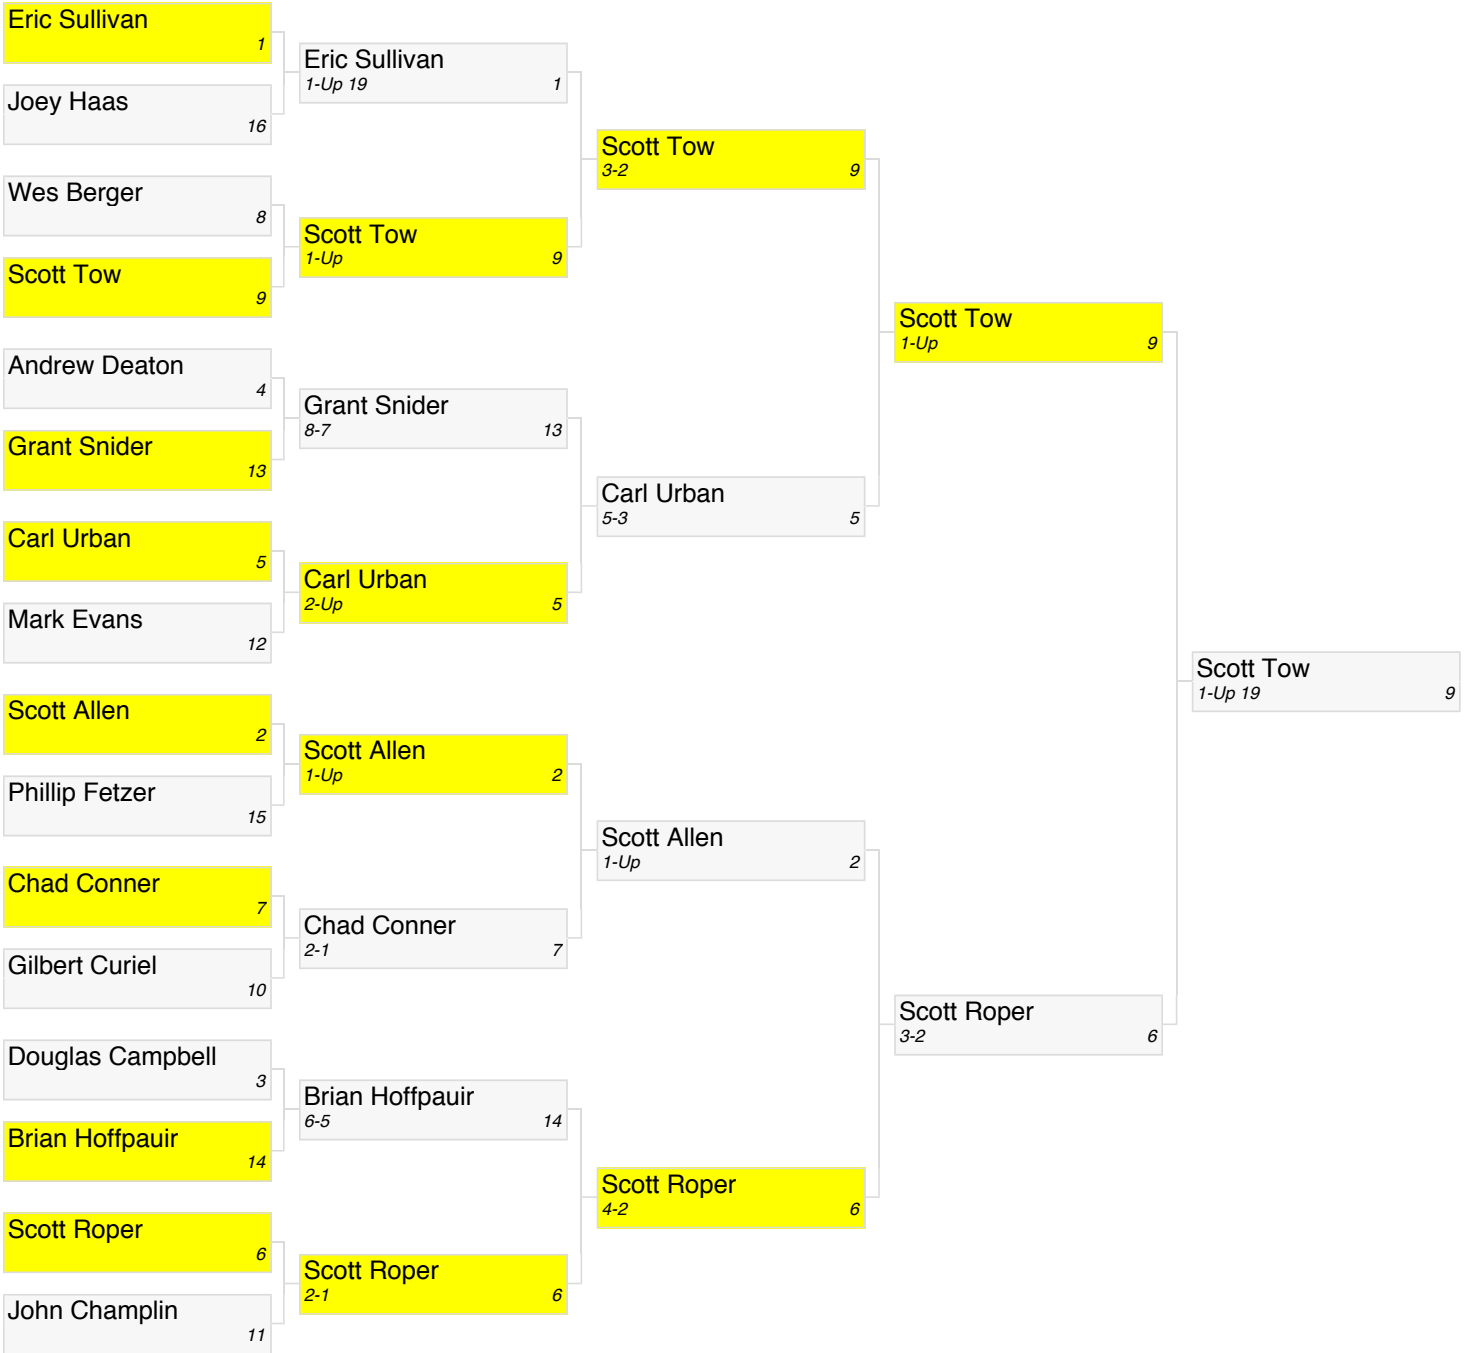 Eric Sullivan
1
Joey Haas
16
Wes Berger
8
Scott Tow
9
Andrew Deaton
4
Grant Snider
13
Carl Urban
5
Mark Evans
12
Scott Allen
2
Phillip Fetzer
15
Chad Conner
7
Gilbert Curiel
10
Douglas Campbell
3
Brian Hoffpauir
14
Scott Roper
6
John Champlin
11
Eric Sullivan
1-Up 19 1
Scott Tow
1-Up 9
Grant Snider
8-7 13
Carl Urban
2-Up 5
Scott Allen
1-Up 2
Chad Conner
2-1 7
Brian Hoffpauir
6-5 14
Scott Roper
2-1 6
Scott Tow
3-2 9
Carl Urban
5-3 5
Scott Allen
1-Up 2
Scott Roper
4-2 6
Scott Tow
1-Up 9
Scott Roper
3-2 6
Scott Tow
1-Up 19 9